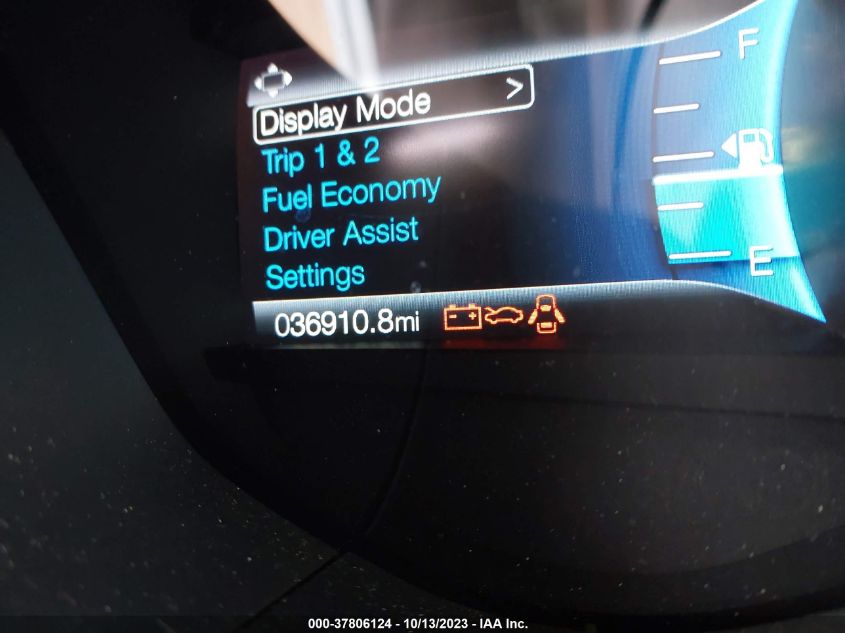 Display Mode >
Trip 1 & 2
Fuel Economy
Driver Assist
Settings
036910.8mi
F
E
000-37806124 - 10/13/2023 - IAA Inc.